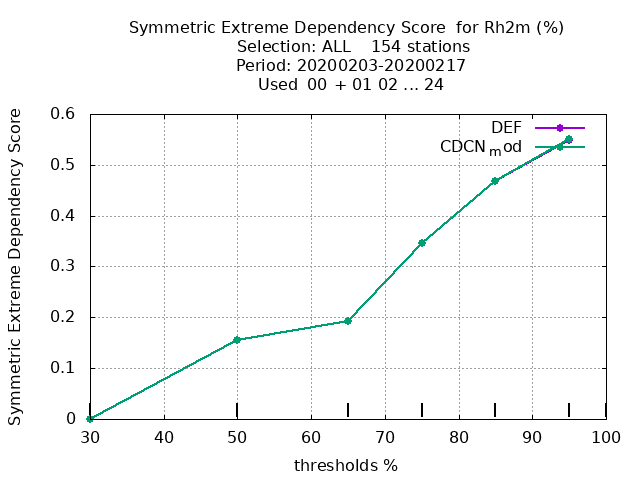 Symmetric Extreme Dependency Score  for Rh2m (%)
Selection: ALL    154 stations
Period: 20200203-20200217
Used  00  + 01 02 ... 24
Symmetric Extreme Dependency Score
0.6
0.5
0.4
0.3
0.2
0.1
0
DEF
CDCNmod
30 40 50 60 70 80 90 100
thresholds %